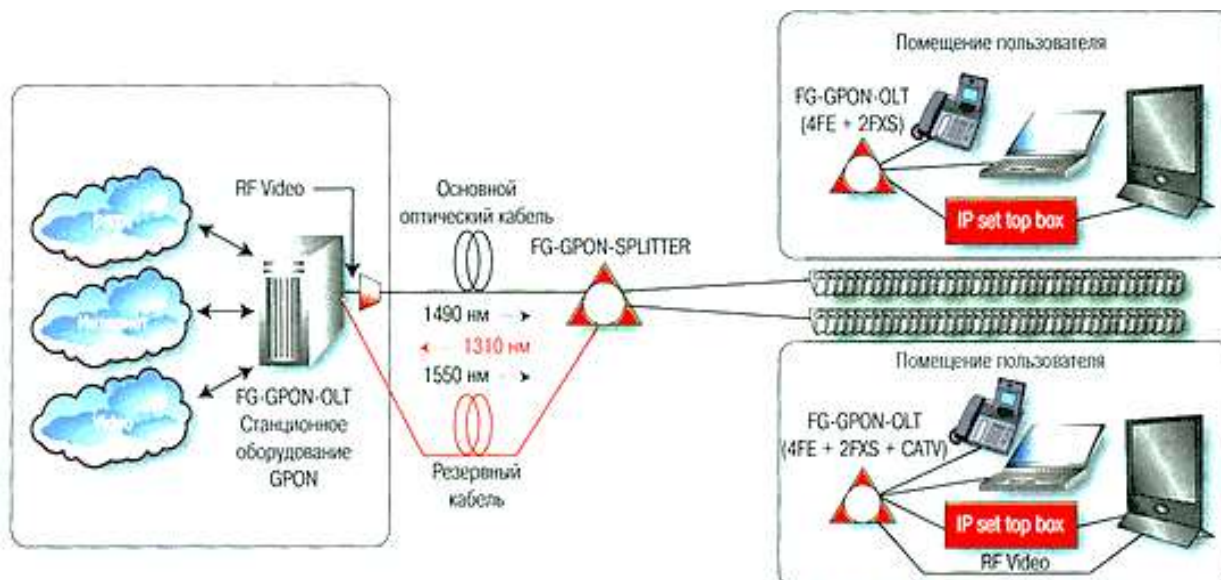 Помещение пользователя
FG-GPON-OLT
(4FE + 2FXS)
IP set top box
RF Video
Основной
оптический кабель
FG-GPON-SPLITTER
1490 нм
1310 нм
1550 нм
FG-GPON-OLT
Станционное
оборудование
GPON
Резервный
кабель
Помещение пользователя
FG-GPON-OLT
(4FE + 2FXS + CATV)
IP set top box
RF Video